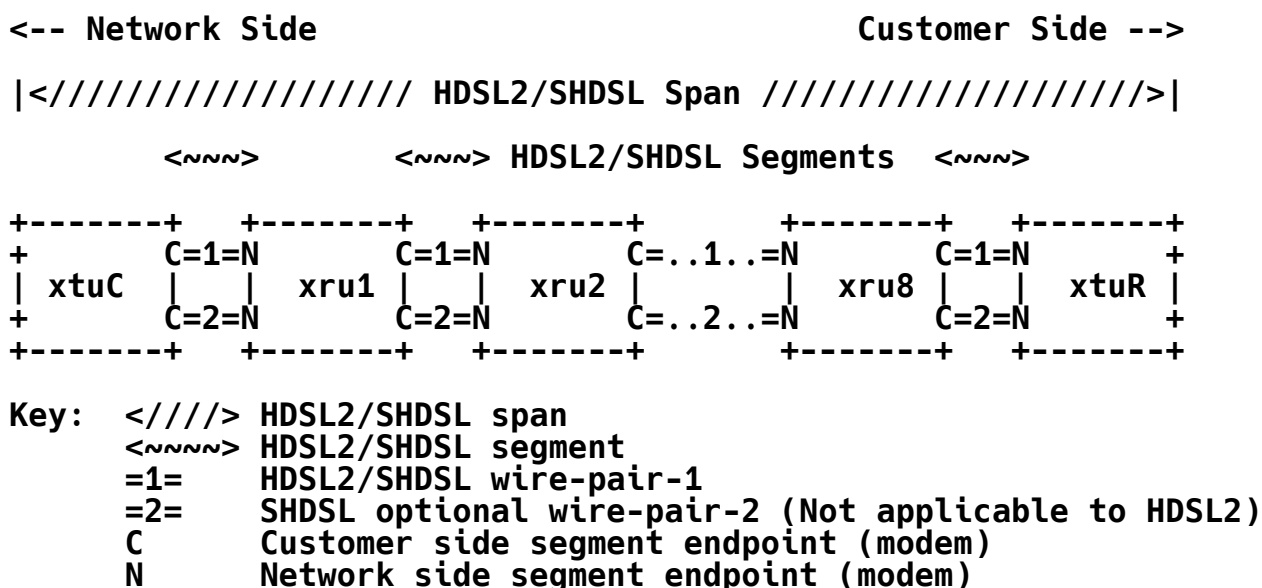 <-- Network Side                            Customer Side -->
|</////////////////// HDSL2/SHDSL Span ///////////////////>|
        <~~~>       <~~~> HDSL2/SHDSL Segments  <~~~>
+-------+   +-------+   +-------+       +-------+   +-------+
+       C=1=N       C=1=N       C=..1..=N       C=1=N       +
| xtuC  |   |  xru1 |   |  xru2 |       |  xru8 |   |  xtuR |
+       C=2=N       C=2=N       C=..2..=N       C=2=N       +
+-------+   +-------+   +-------+       +-------+   +-------+
Key:  <////> HDSL2/SHDSL span
      <~~~~> HDSL2/SHDSL segment
      =1=    HDSL2/SHDSL wire-pair-1
      =2=    SHDSL optional wire-pair-2 (Not applicable to HDSL2)
      C      Customer side segment endpoint (modem)
      N      Network side segment endpoint (modem)